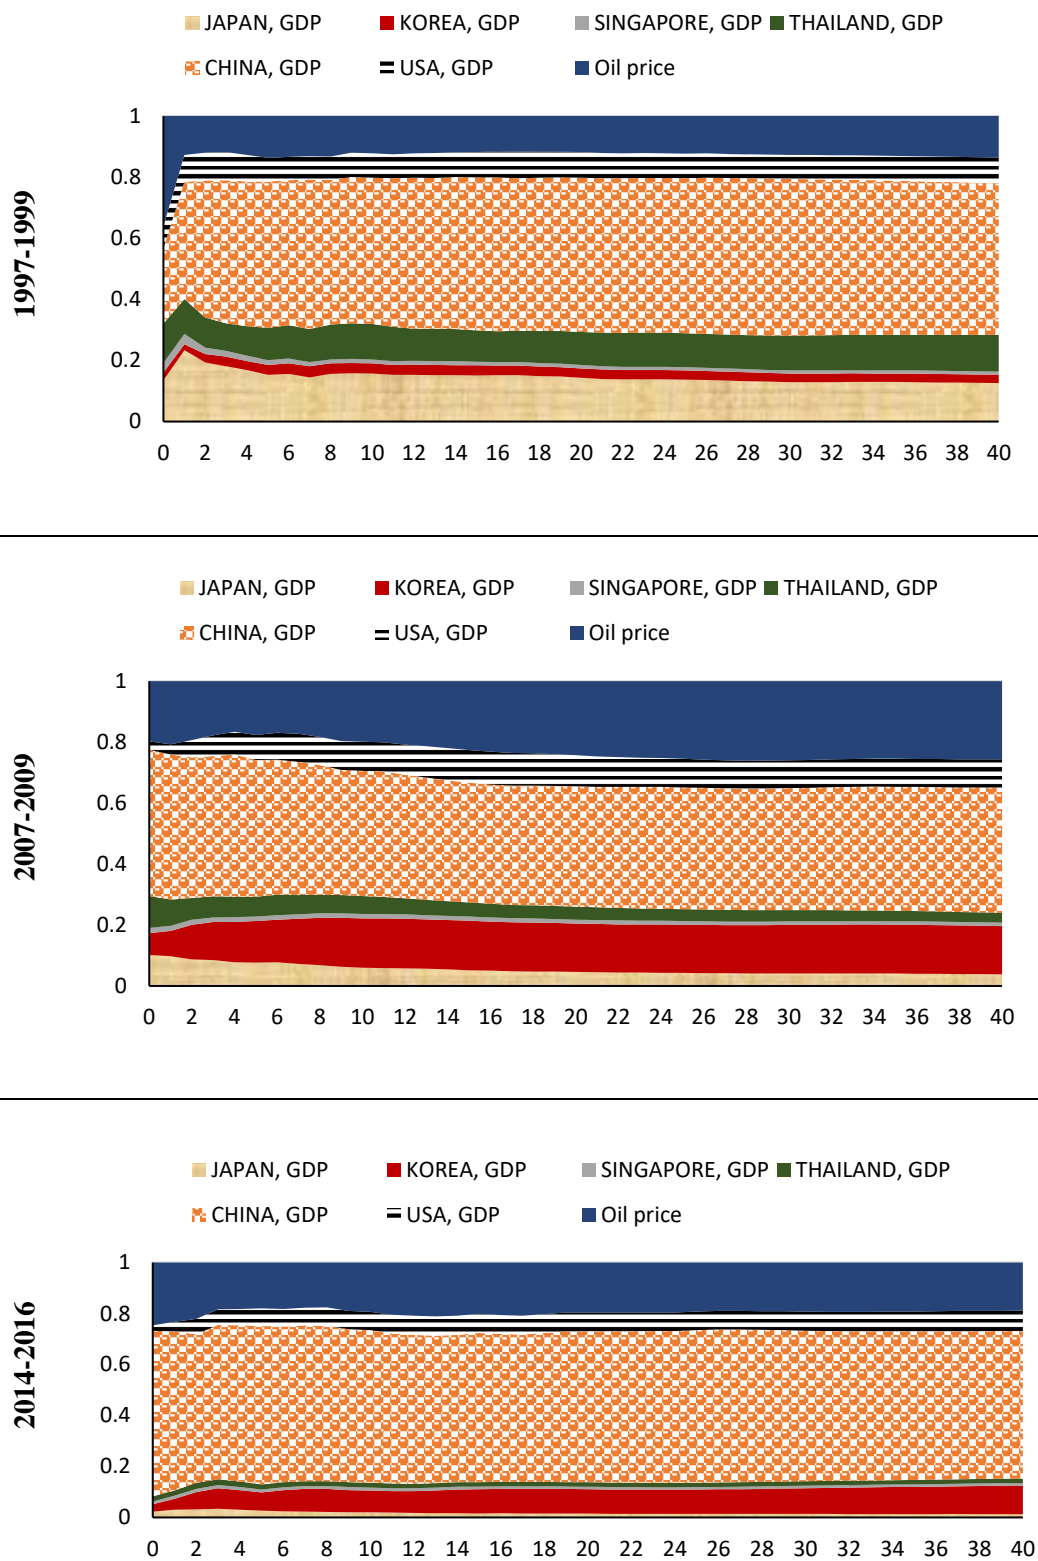 JAPAN, GDP KOREA, GDP SINGAPORE, GDP THAILAND, GDP
CHINA, GDP USA, GDP Oil price
1997-1999
1
0.8
0.6
0.4
0.2
0
0 2 4 6 8 10 12 14 16 18 20 22 24 26 28 30 32 34 36 38 40
JAPAN, GDP KOREA, GDP SINGAPORE, GDP THAILAND, GDP
CHINA, GDP USA, GDP Oil price
2007-2009
1
0.8
0.6
0.4
0.2
0
0 2 4 6 8 10 12 14 16 18 20 22 24 26 28 30 32 34 36 38 40
JAPAN, GDP KOREA, GDP SINGAPORE, GDP THAILAND, GDP
CHINA, GDP USA, GDP Oil price
2014-2016
1
0.8
0.6
0.4
0.2
0
0 2 4 6 8 10 12 14 16 18 20 22 24 26 28 30 32 34 36 38 40